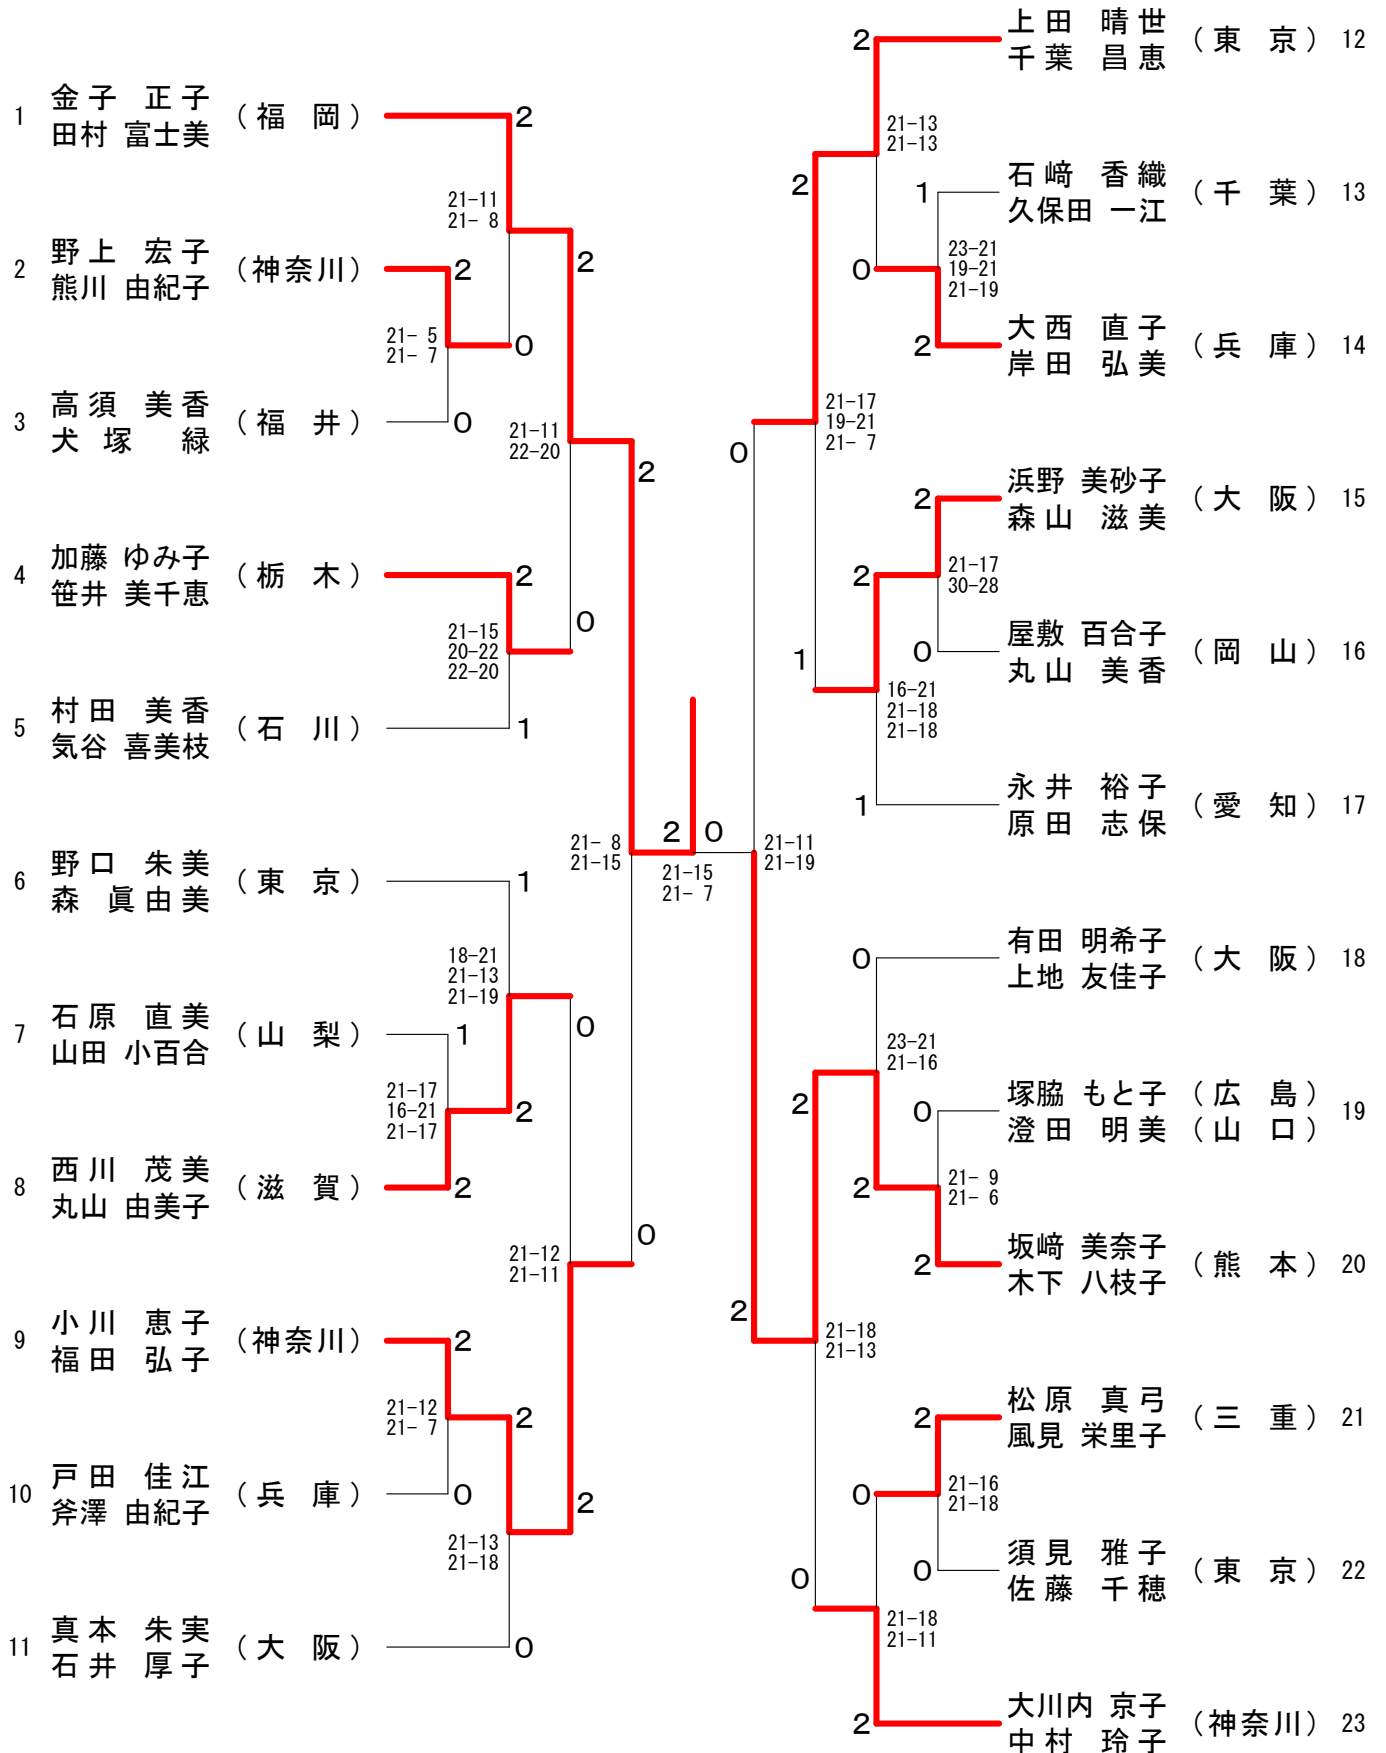 1 金子 正子 (福 岡)
田村 富士美
2
21-11
21- 8
2 野上 宏子 (神奈川)
熊川 由紀子
2
2
21- 5
21- 7
0
3 高須 美香 (福 井)
犬塚 緑
0
21-11
22-20
2
4 加藤 ゆみ子 (栃 木)
笹井 美千恵
2
0
21-15
20-22
22-20
5 村田 美香 (石 川)
気谷 喜美枝
1
21- 8
21-15
6 野口 朱美 (東 京)
森 眞由美
1
18-21
21-13
21-19
0
7 石原 直美 (山 梨)
山田 小百合
1
21-17
16-21
21-17
2
8 西川 茂美 (滋 賀)
丸山 由美子
2
0
21-12
21-11
9 小川 恵子 (神奈川)
福田 弘子
2
21-12
21- 7
2
10 戸田 佳江 (兵 庫)
斧澤 由紀子
0
2
21-13
21-18
11 真本 朱実 (大 阪)
石井 厚子
0
2 0
21-15
21- 7
2 上田 晴世 (東 京) 12
千葉 昌恵
21-13
21-13
2
1 石﨑 香織 (千 葉) 13
久保田 一江
23-21
19-21
21-19
0
2 大西 直子 (兵 庫) 14
岸田 弘美
21-17
19-21
21- 7
0
2 浜野 美砂子 (大 阪) 15
森山 滋美
21-17
30-28
2
0 屋敷 百合子 (岡 山) 16
丸山 美香
1
16-21
21-18
21-18
1 永井 裕子 (愛 知) 17
原田 志保
21-11
21-19
0 有田 明希子 (大 阪) 18
上地 友佳子
23-21
21-16
2
0 塚脇 もと子 (広 島) 19
澄田 明美 (山 口)
21- 9
21- 6
2
2 坂﨑 美奈子 (熊 本) 20
木下 八枝子
2
21-18
21-13
2 松原 真弓 (三 重) 21
風見 栄里子
21-16
21-18
0
0 須見 雅子 (東 京) 22
佐藤 千穂
0
21-18
21-11
2 大川内 京子 (神奈川) 23
中村 玲子